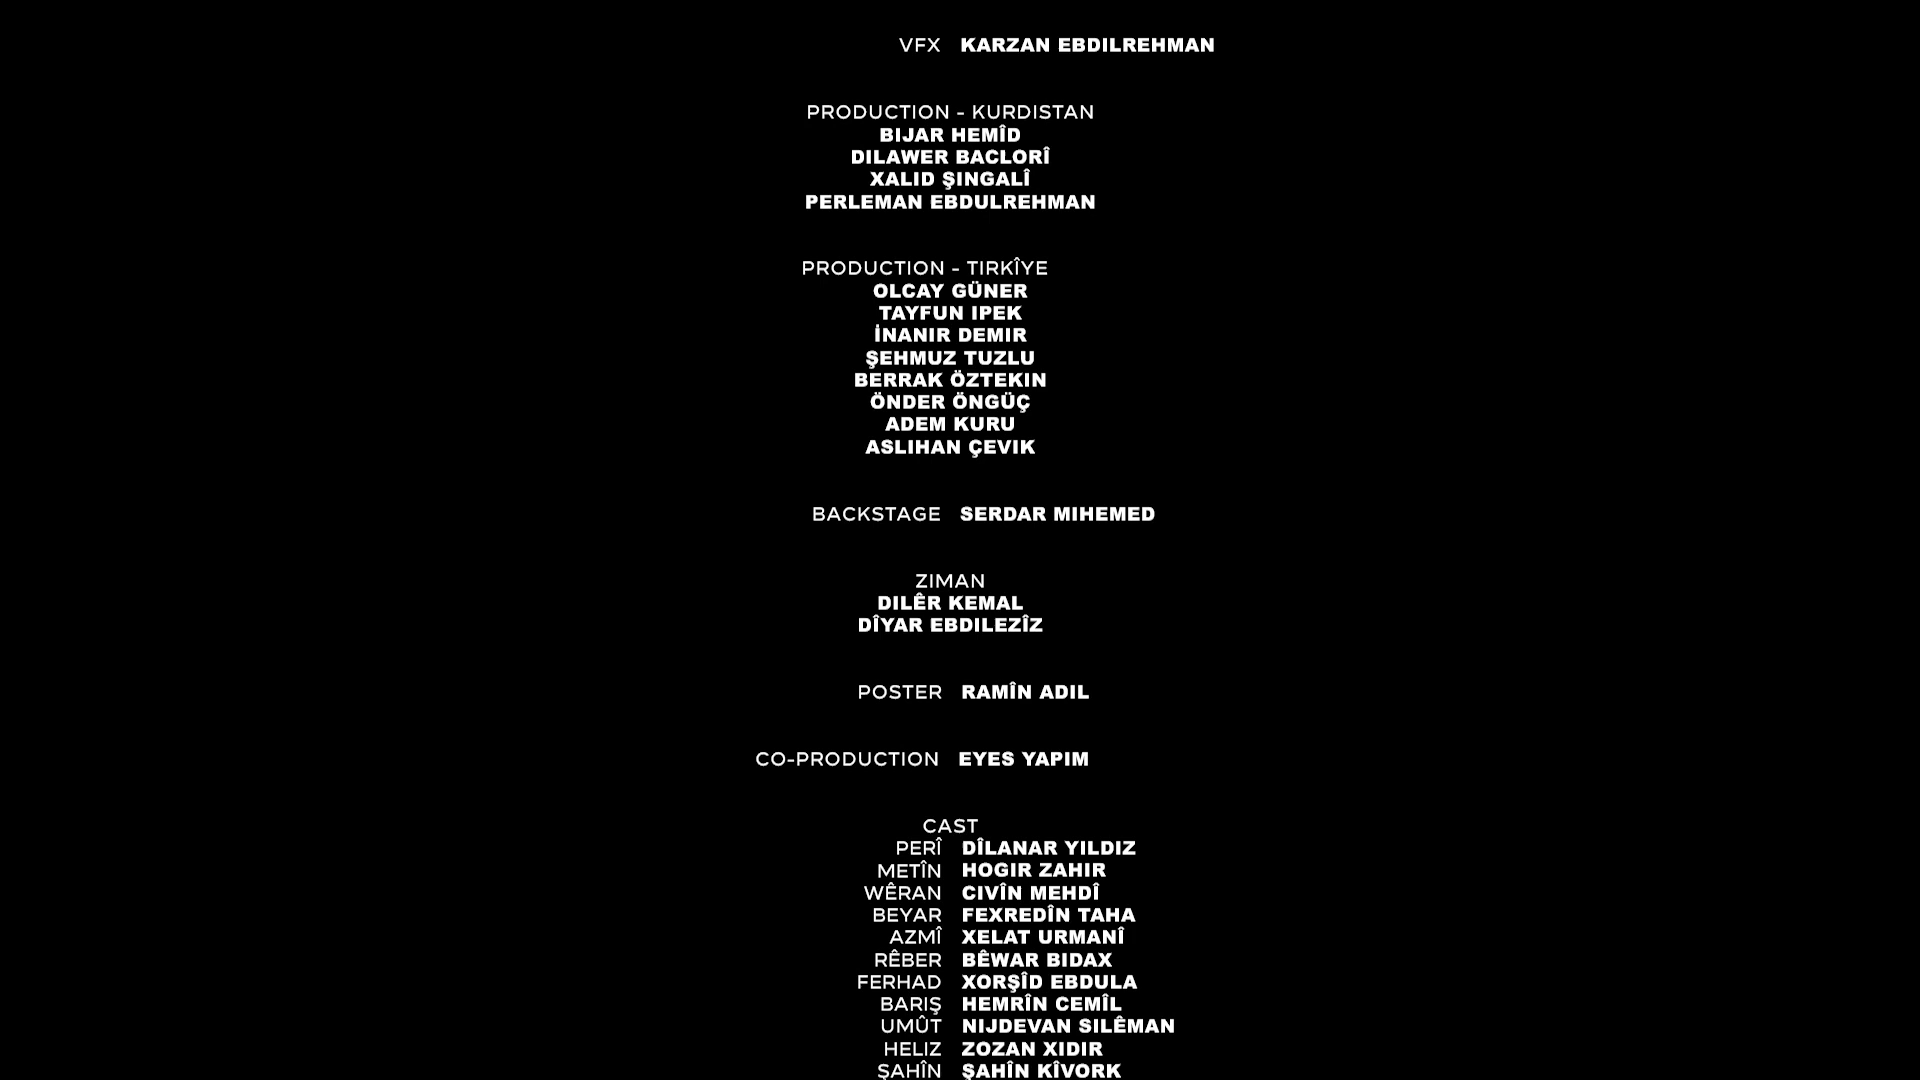 VFX KARZAN EBDILREHMAN
PRODUCTION - KURDISTAN
BIJAR HEMÎD
DILAWER BACLORÎ
XALID ŞINGALÎ
PERLEMAN EBDULREHMAN
PRODUCTION - TIRKÎYE
OLCAY GÜNER
TAYFUN IPEK
İNANIR DEMIR
ŞEHMUZ TUZLU
BERRAK ÖZTEKIN
ÖNDER ÖNGÜÇ
ADEM KURU
ASLIHAN ÇEVIK
BACKSTAGE SERDAR MIHEMED
ZIMAN
DILÊR KEMAL
DÎYAR EBDILEZÎZ
POSTER RAMÎN ADIL
CO-PRODUCTION EYES YAPIM
CAST
PERÎ DÎLANAR YILDIZ
METÎN HOGIR ZAHIR
WÊRAN CIVÎN MEHDÎ
BEYAR FEXREDÎN TAHA
AZMÎ XELAT URMANÎ
RÊBER BÊWAR BIDAX
FERHAD XORŞÎD EBDULA
BARIŞ HEMRÎN CEMÎL
UMÛT NIJDEVAN SILÊMAN
HELIZ ZOZAN XIDIR
ŞAHÎN ŞAHÎN KÎVORK